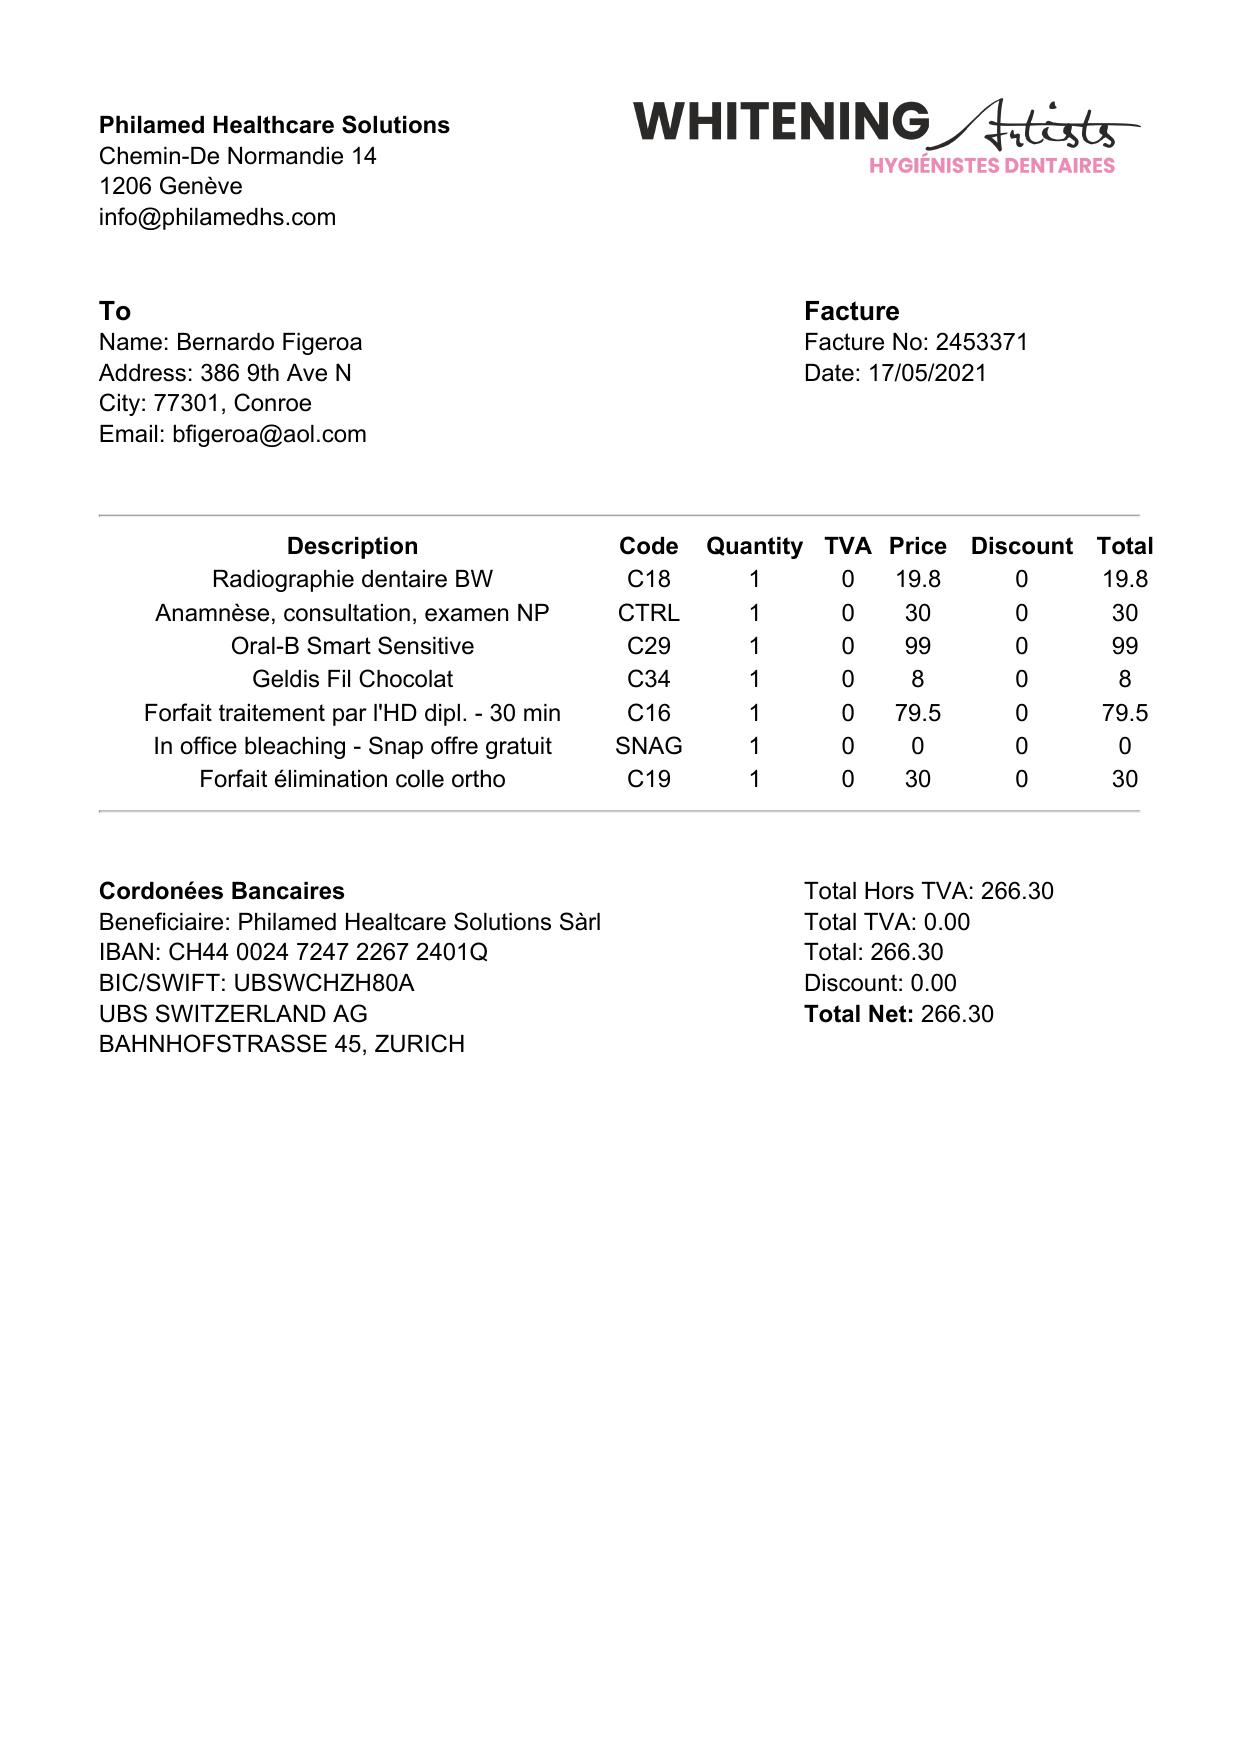 Philamed Healthcare Solutions
Chemin-De Normandie 14
1206 Genève
info@philamedhs.com
WHITENING Artists
HYGIÉNISTES DENTAIRES
To
Name: Bernardo Figeroa
Address: 386 9th Ave N
City: 77301, Conroe
Email: bfigeroa@aol.com
Facture
Facture No: 2453371
Date: 17/05/2021
Description Code Quantity TVA Price Discount Total
Radiographie dentaire BW C18 1 0 19.8 0 19.8
Anamnèse, consultation, examen NP CTRL 1 0 30 0 30
Oral-B Smart Sensitive C29 1 0 99 0 99
Geldis Fil Chocolat C34 1 0 8 0 8
Forfait traitement par l'HD dipl. - 30 min C16 1 0 79.5 0 79.5
In office bleaching - Snap offre gratuit SNAG 1 0 0 0 0
Forfait élimination colle ortho C19 1 0 30 0 30
Cordonées Bancaires
Beneficiaire: Philamed Healtcare Solutions Sàrl
IBAN: CH44 0024 7247 2267 2401Q
BIC/SWIFT: UBSWCHZH80A
UBS SWITZERLAND AG
BAHNHOFSTRASSE 45, ZURICH
Total Hors TVA: 266.30
Total TVA: 0.00
Total: 266.30
Discount: 0.00
Total Net: 266.30